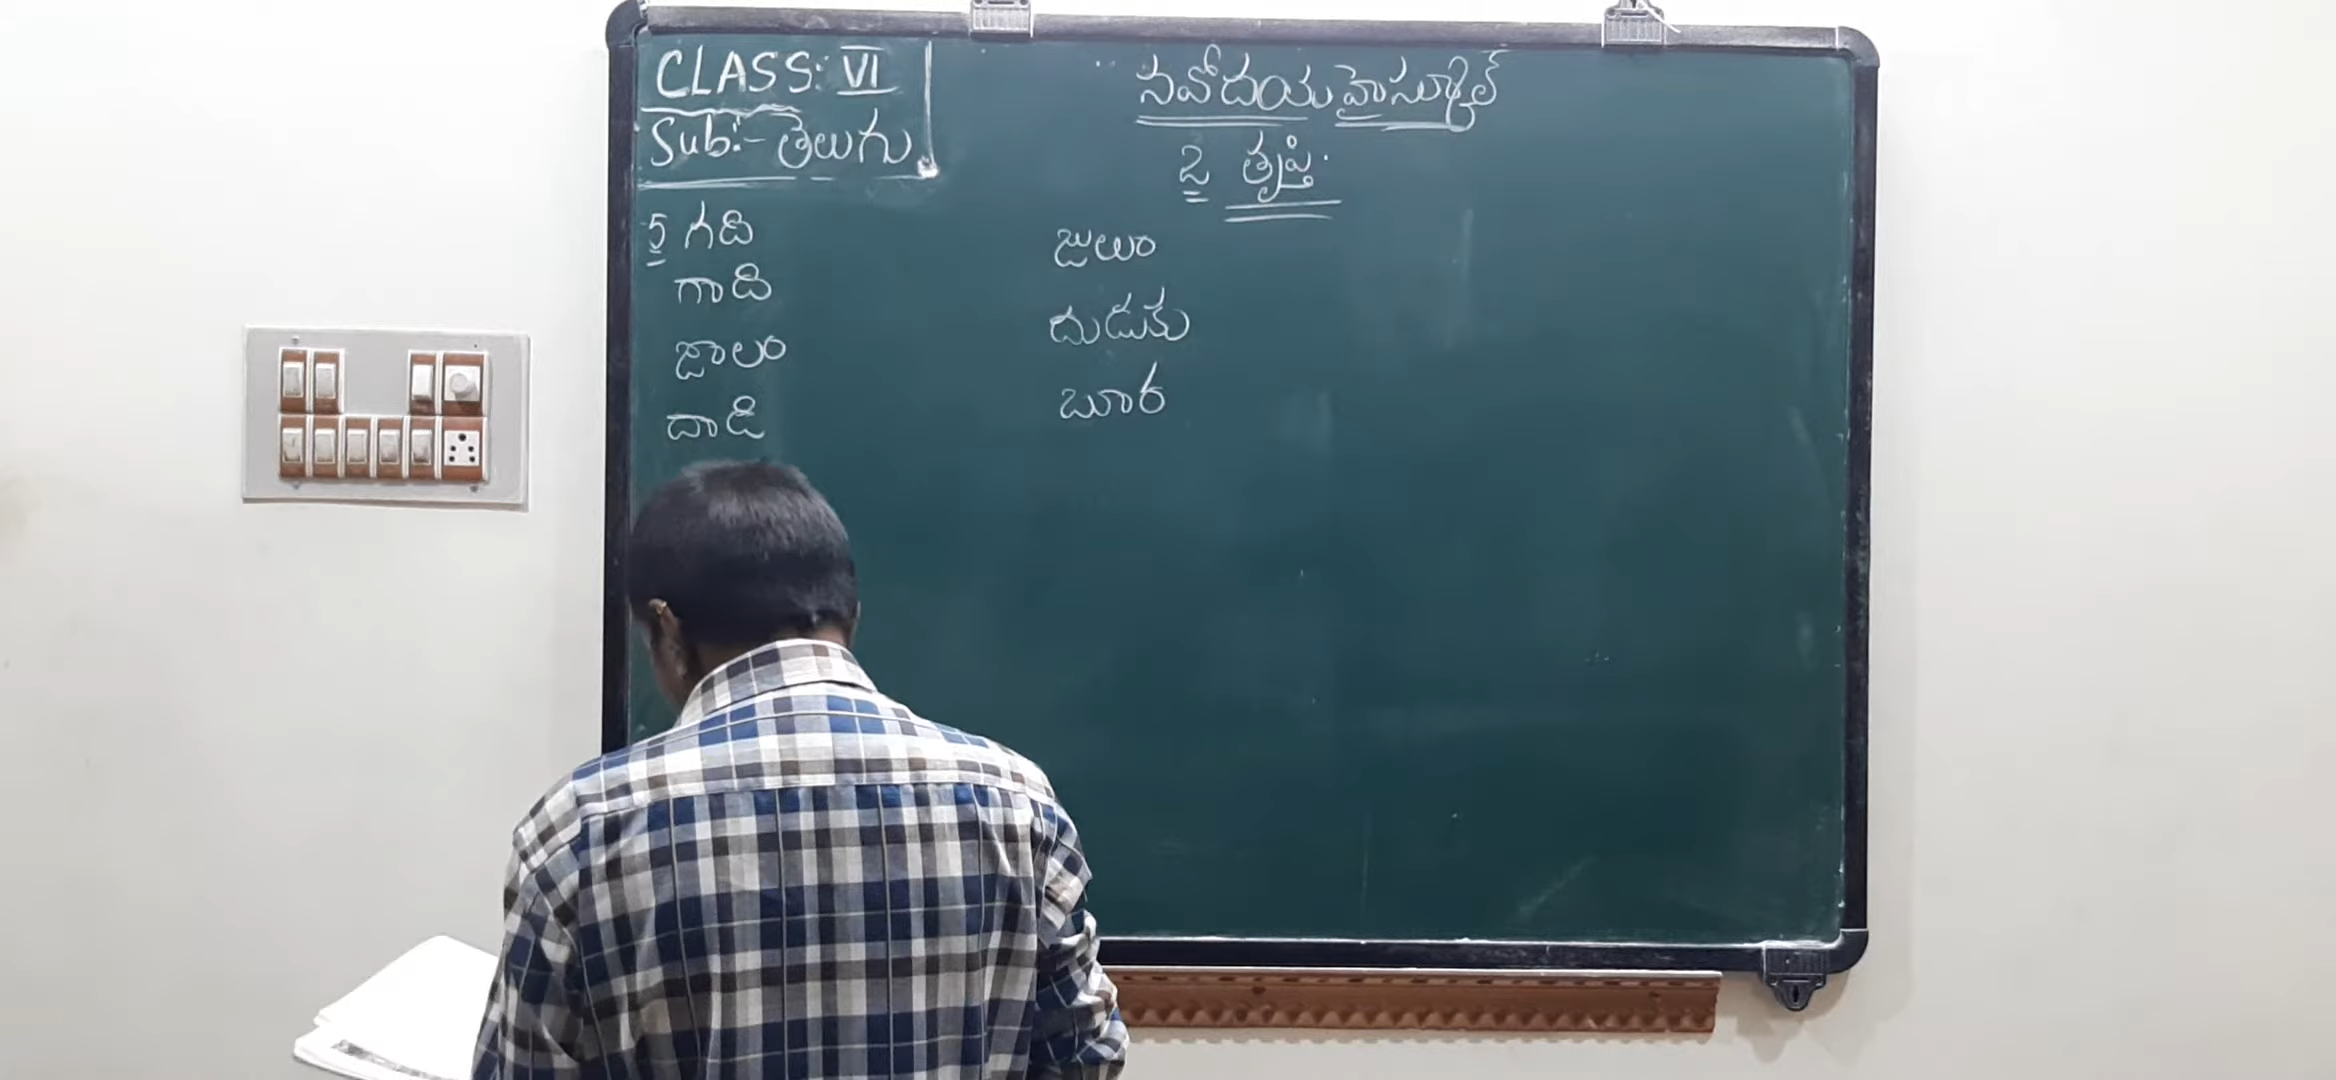 CLASS: VI
Sub:- తెలుగు.
నవోదయ హైస్కూల్
2 తృప్తి.
5 గది
గాది
జాలం
దాడి
జులుం
దుడుకు
బూర